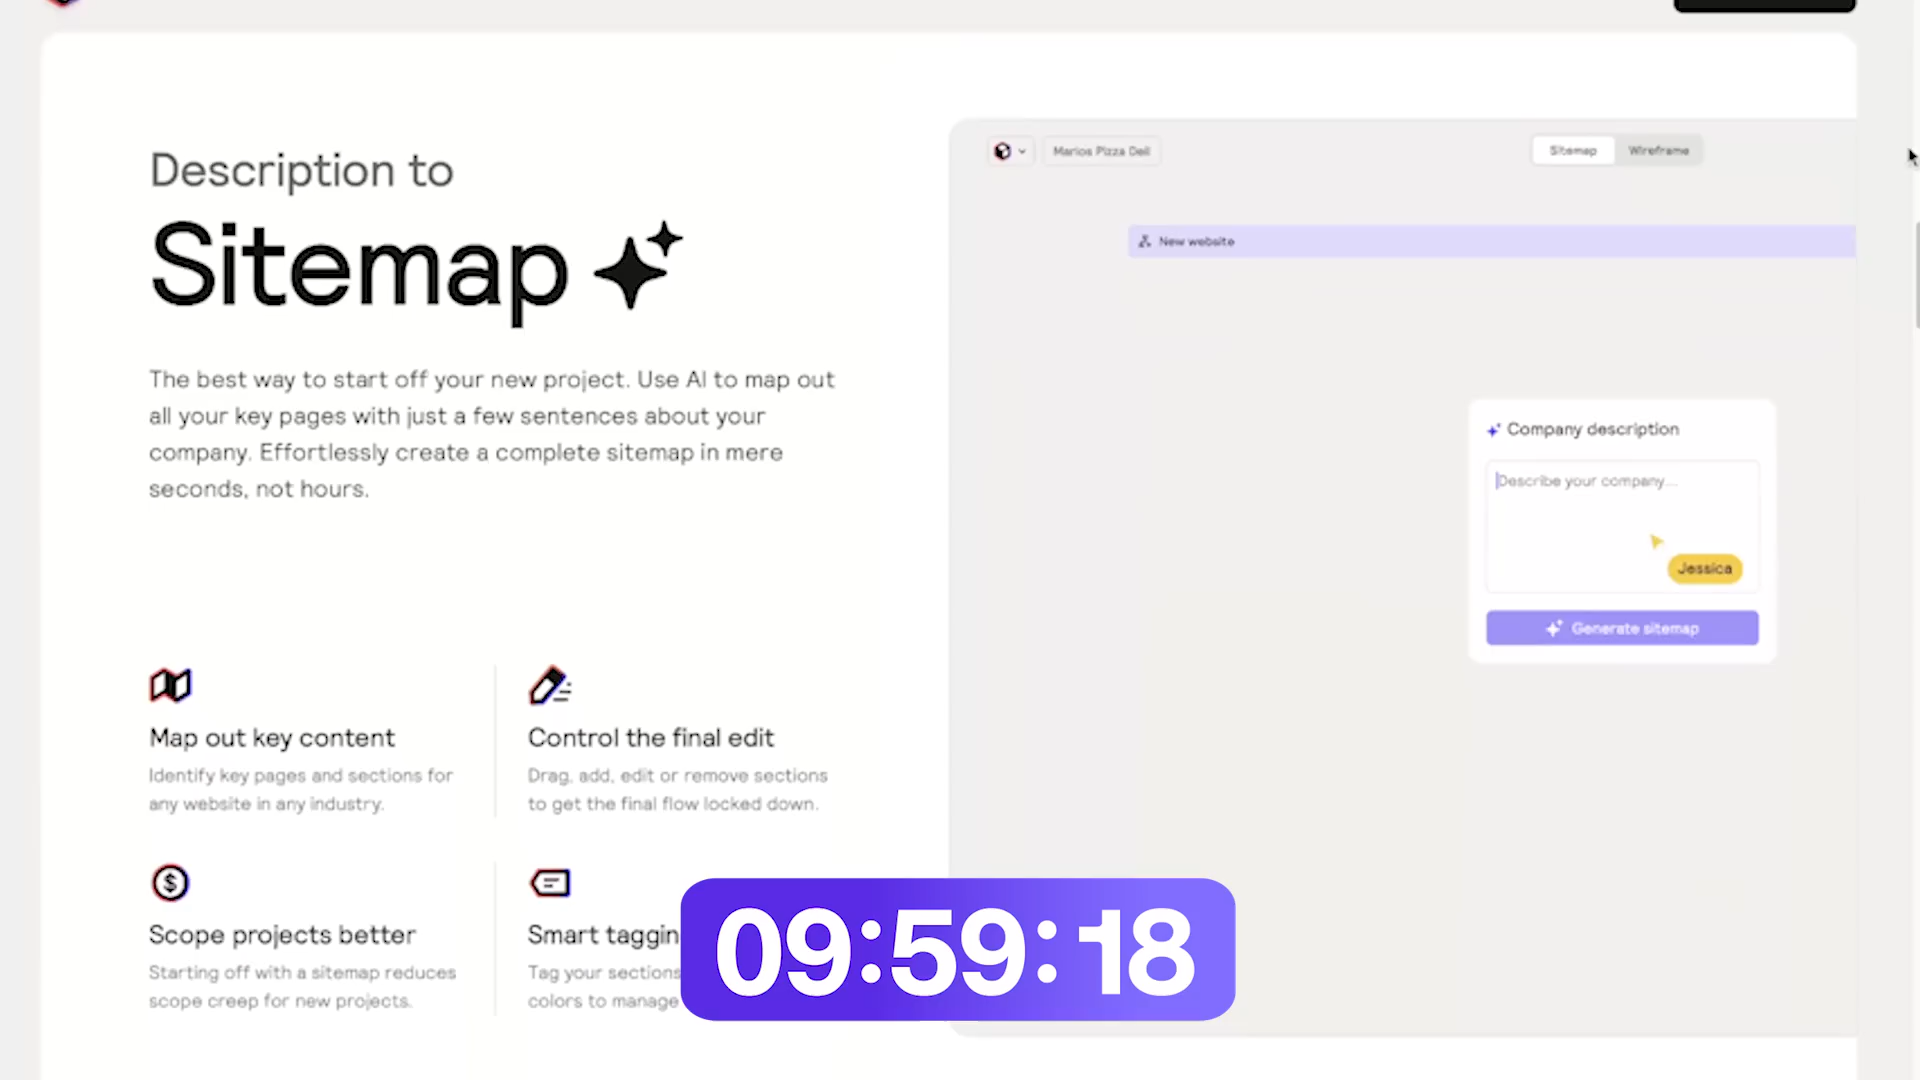 Description to
Sitemap
The best way to start off your new project. Use AI to map out
all your key pages with just a few sentences about your
company. Effortlessly create a complete sitemap in mere
seconds, not hours.
Map out key content
Identify key pages and sections for
any website in any industry.
Control the final edit
Drag, add, edit or remove sections
to get the final flow locked down.
Scope projects better
Starting off with a sitemap reduces
scope creep for new projects.
Smart taggin
Tag your sections
colors to manage
Marios Pizza Deli
Sitemap
Wireframe
New website
Company description
Describe your company...
Jessica
Generate sitemap
09:59:18